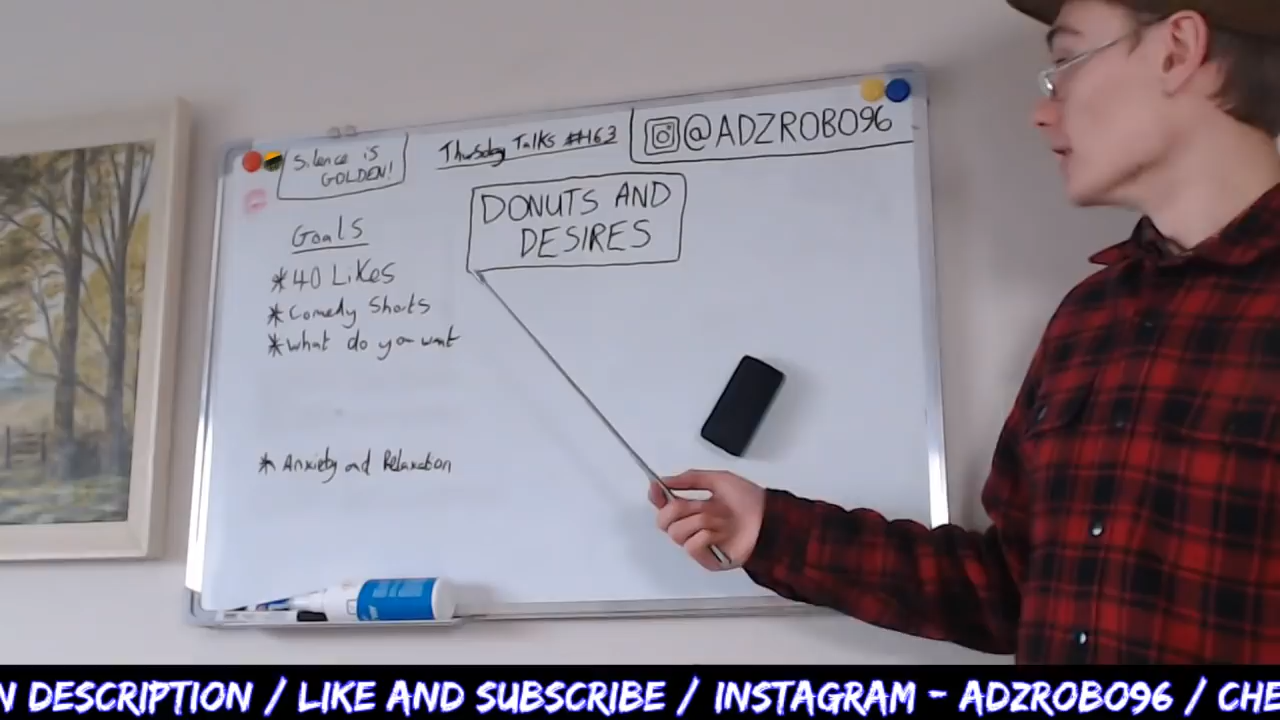 Silence is
GOLDEN!
Thursday Talks #163
@ADZROBO96
DONUTS AND
DESIRES
Goals
*40 Likes
*Comedy Shorts
*What do you want
* Anxiety and Relaxation
N DESCRIPTION / LIKE AND SUBSCRIBE / INSTAGRAM - ADZROBO96 / CHE